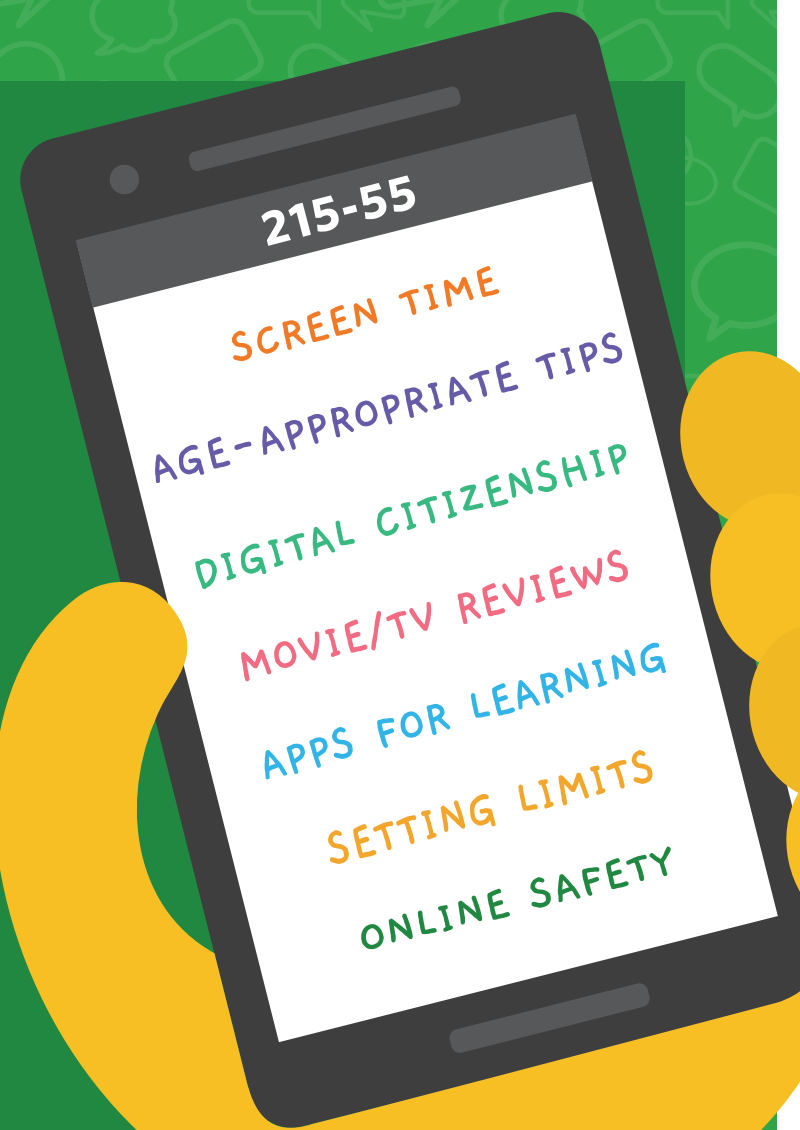 215-55
SCREEN TIME
AGE-APPROPRIATE TIPS
DIGITAL CITIZENSHIP
MOVIE/TV REVIEWS
APPS FOR LEARNING
SETTING LIMITS
ONLINE SAFETY